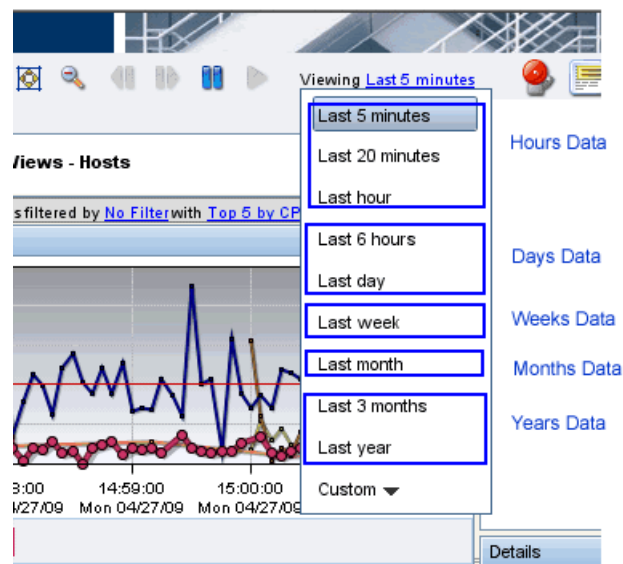 Viewing Last 5 minutes
Last 5 minutes
Last 20 minutes
Last hour
Last 6 hours
Last day
Last week
Last month
Last 3 months
Last year
Custom
Hours Data
Days Data
Weeks Data
Months Data
Years Data
Views - Hosts
s filtered by No Filter with Top 5 by CP
3:00 14:59:00 15:00:00
/27/09 Mon 04/27/09 Mon 04/27/09
Details